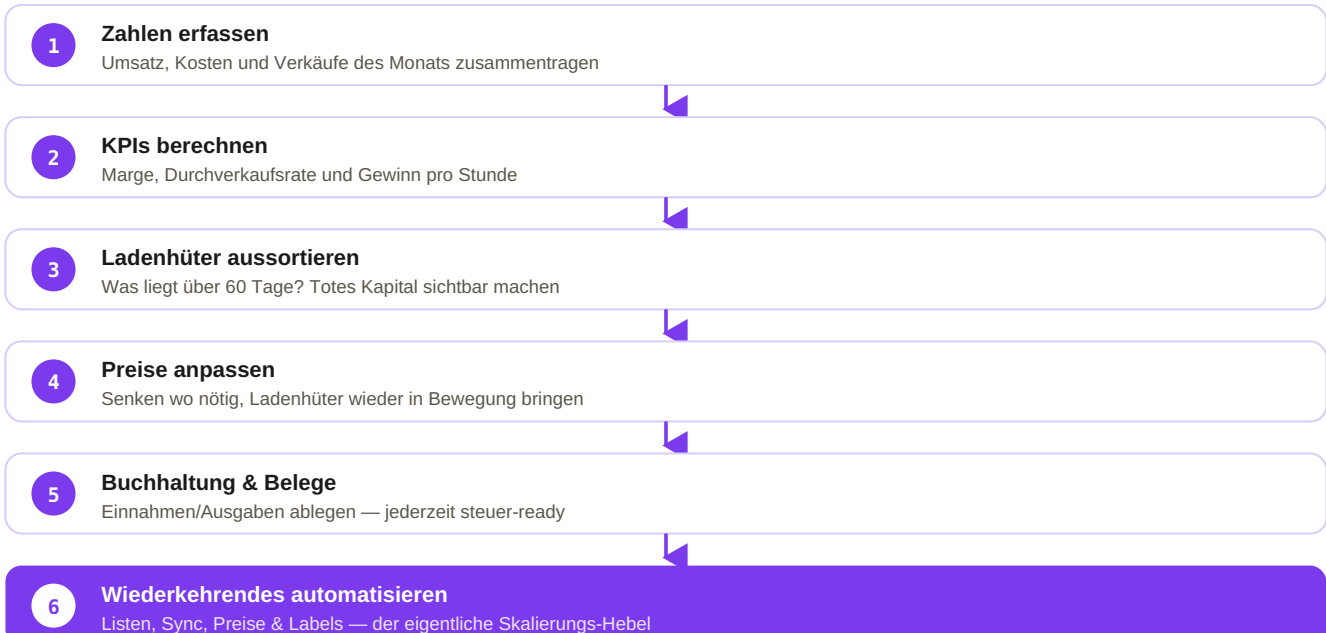 1
Zahlen erfassen
Umsatz, Kosten und Verkäufe des Monats zusammentragen
2
KPIs berechnen
Marge, Durchverkaufsrate und Gewinn pro Stunde
3
Ladenhüter aussortieren
Was liegt über 60 Tage? Totes Kapital sichtbar machen
4
Preise anpassen
Senken wo nötig, Ladenhüter wieder in Bewegung bringen
5
Buchhaltung & Belege
Einnahmen/Ausgaben ablegen — jederzeit steuer-ready
6
Wiederkehrendes automatisieren
Listen, Sync, Preise & Labels — der eigentliche Skalierungs-Hebel